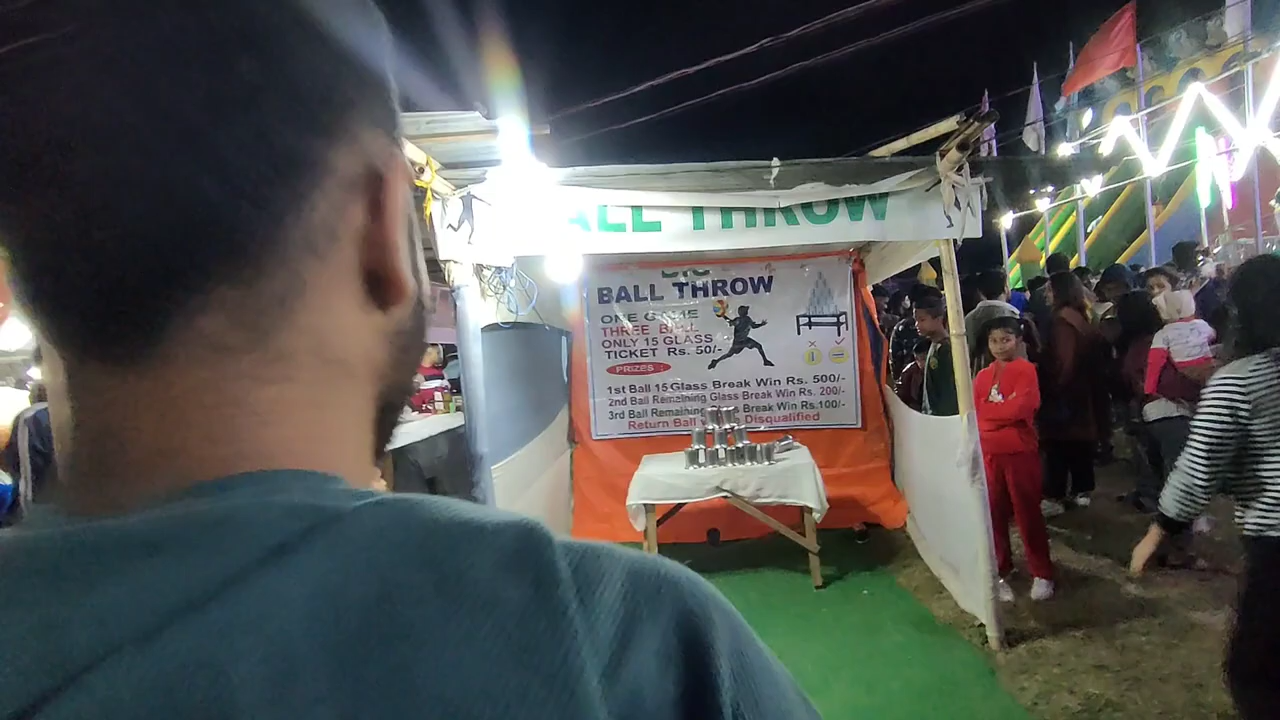 ALL THROW
BIG
BALL THROW
ONE GAME
THREE BALL
ONLY 15 GLASS
TICKET Rs. 50/-
PRIZES :
1st Ball 15 Glass Break Win Rs. 500/-
2nd Ball Remaining Glass Break Win Rs. 200/-
3rd Ball Remaining Break Win Rs.100/-
Return Ball Disqualified